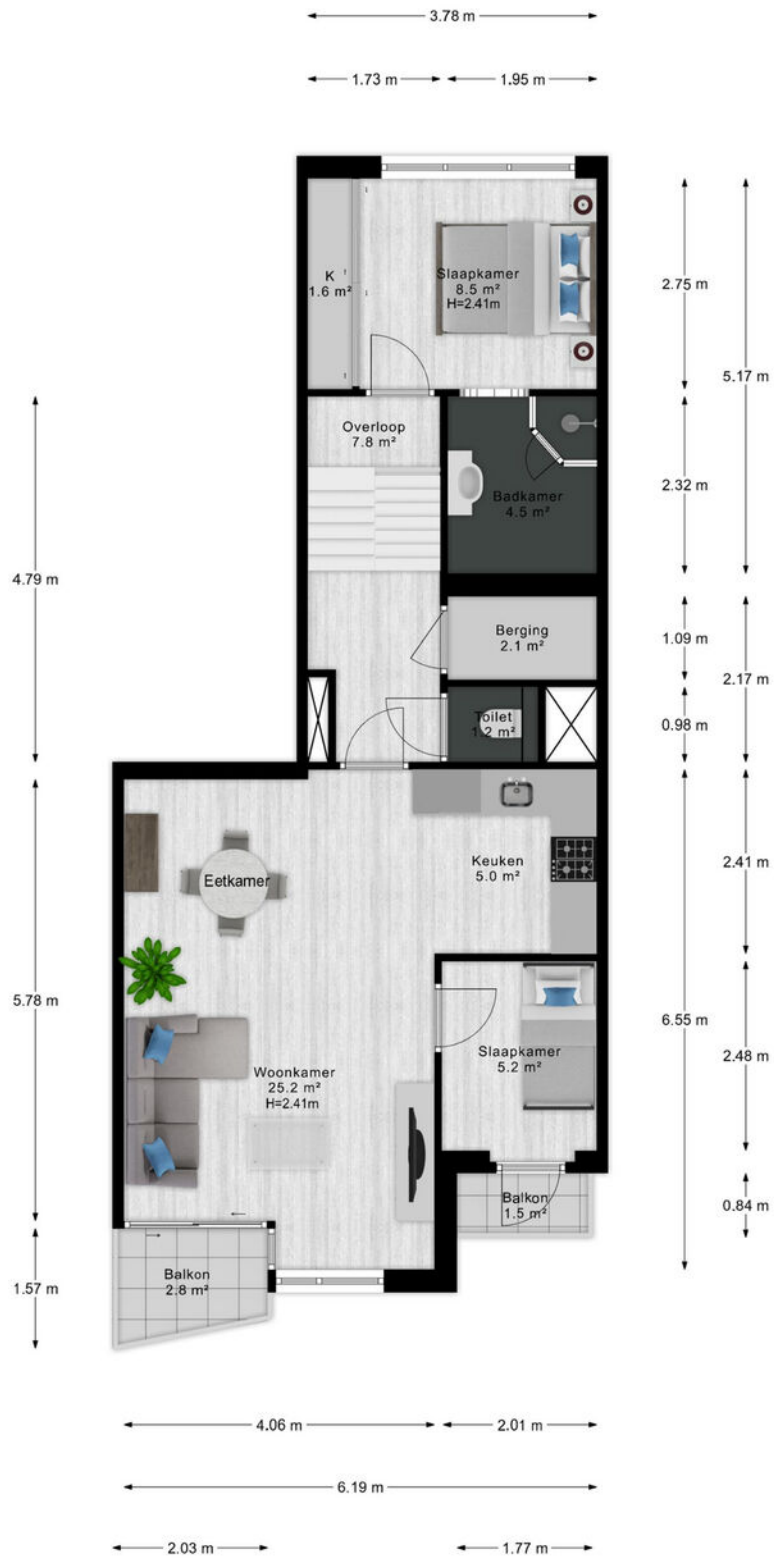 3.78 m
1.73 m
1.95 m
K
1.6 m²
Slaapkamer
8.5 m²
H=2.41m
2.75 m
5.17 m
Overloop
7.8 m²
Badkamer
4.5 m²
2.32 m
4.79 m
Berging
2.1 m²
1.09 m
2.17 m
Toilet
1.2 m²
0.98 m
Keuken
5.0 m²
Eetkamer
2.41 m
5.78 m
6.55 m
Slaapkamer
5.2 m²
2.48 m
Woonkamer
25.2 m²
H=2.41m
Balkon
1.5 m²
0.84 m
Balkon
2.8 m²
1.57 m
4.06 m
2.01 m
6.19 m
2.03 m
1.77 m